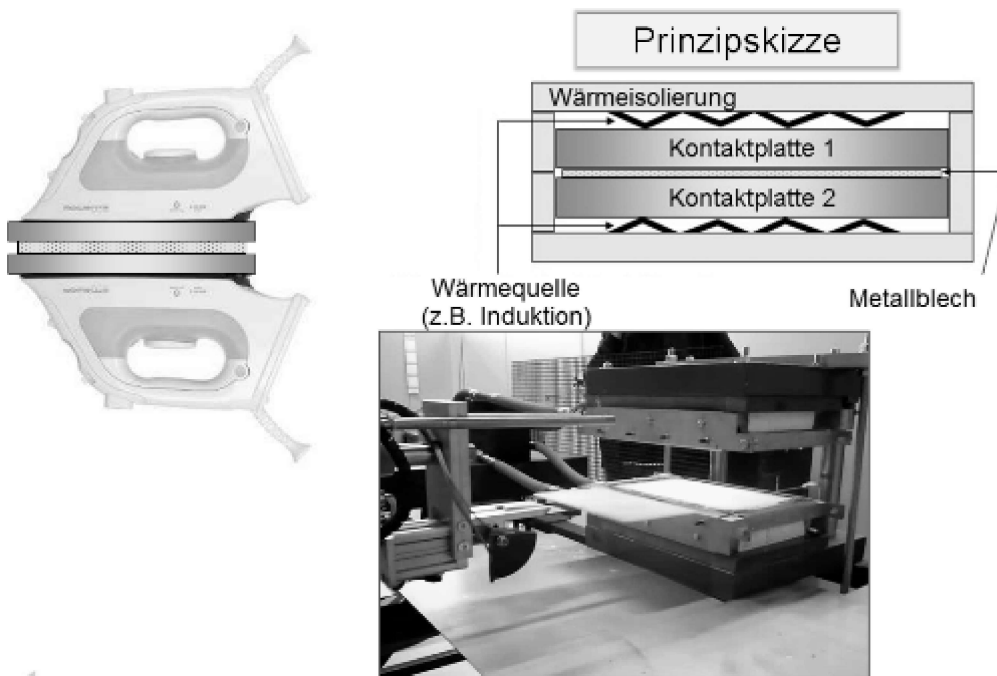 Prinzipskizze
Wärmeisolierung
Kontaktplatte 1
Kontaktplatte 2
Wärmequelle
(z.B. Induktion)
Metallblech